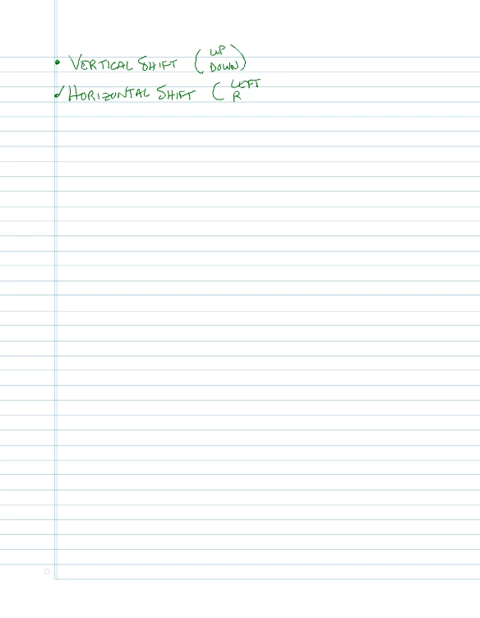 • VERTICAL SHIFT ( UP
DOWN )
• HORIZONTAL SHIFT ( LEFT
R